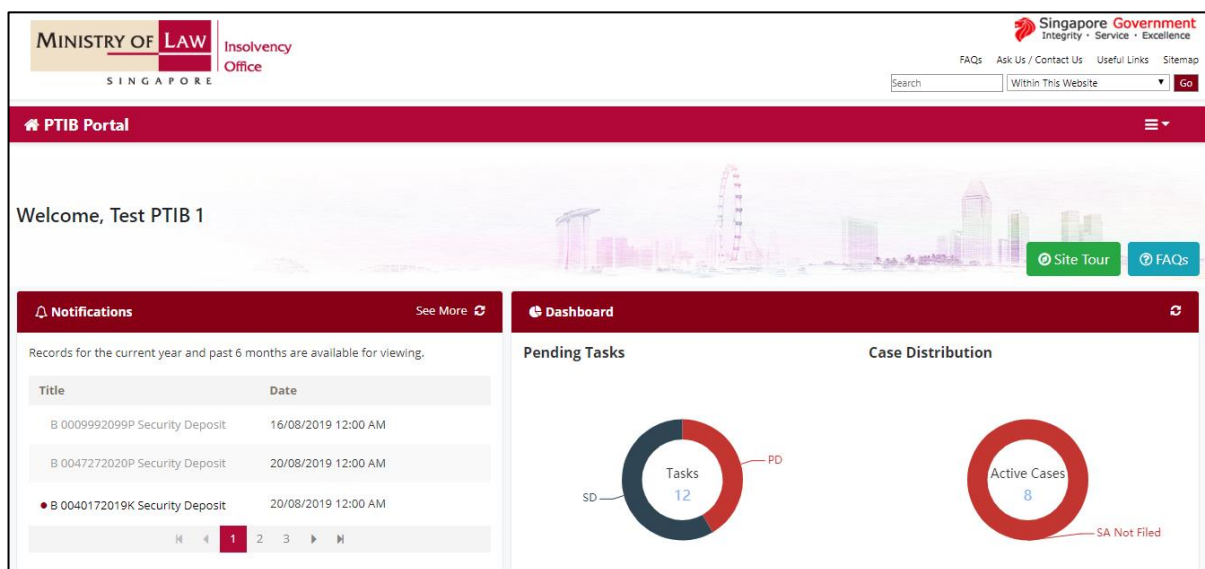 MINISTRY OF LAW
SINGAPORE
Insolvency
Office
Singapore Government
Integrity · Service · Excellence
FAQs Ask Us / Contact Us Useful Links Sitemap
Search Within This Website Go
PTIB Portal
Welcome, Test PTIB 1
Site Tour FAQs
Notifications See More
Records for the current year and past 6 months are available for viewing.
Title Date
B 0009992099P Security Deposit 16/08/2019 12:00 AM
B 0047272020P Security Deposit 20/08/2019 12:00 AM
B 0040172019K Security Deposit 20/08/2019 12:00 AM
1 2 3
Dashboard
Pending Tasks Case Distribution
PD
Tasks
12
SD
Active Cases
8
SA Not Filed